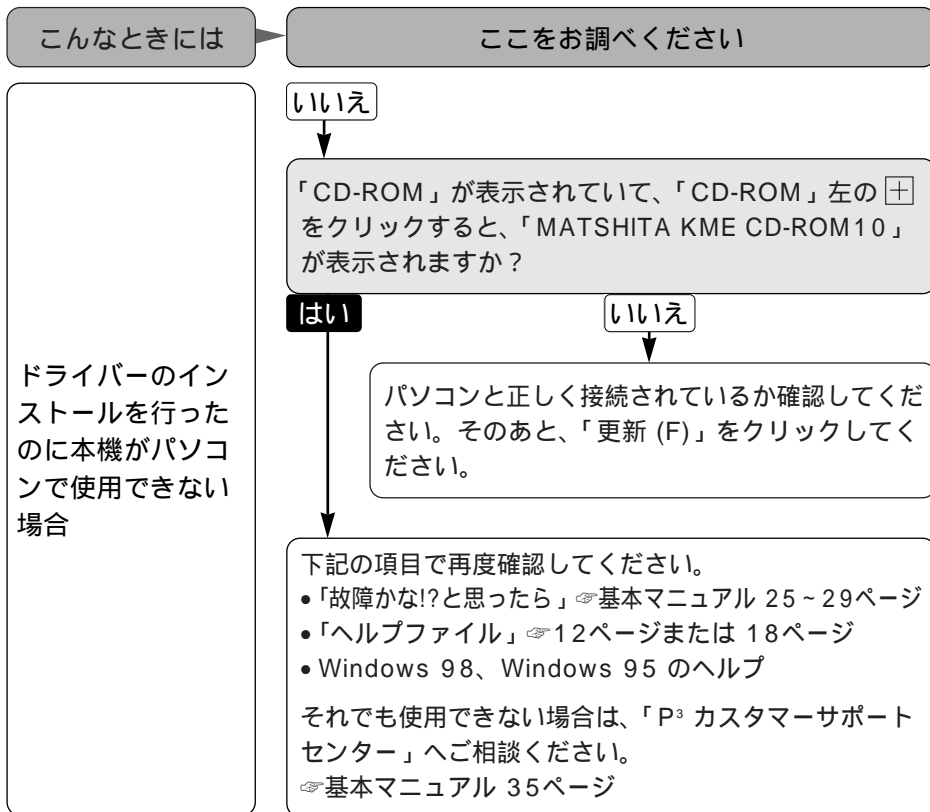 こんなときには
ここをお調べください
ドライバーのイン
ストールを行った
のに本機がパソコ
ンで使用できない
場合
いいえ
「CD-ROM」が表示されていて、「CD-ROM」左の ⊞
をクリックすると、「MATSHITA KME CD-ROM10」
が表示されますか？
はい
いいえ
パソコンと正しく接続されているか確認してくだ
さい。そのあと、「更新 (F)」をクリックしてく
ださい。
下記の項目で再度確認してください。
•「故障かな!?と思ったら」☞基本マニュアル 25 ~ 29ページ
•「ヘルプファイル」☞12ページまたは 18ページ
• Windows 98、Windows 95 のヘルプ
それでも使用できない場合は、「P³ カスタマーサポート
センター」へご相談ください。
☞基本マニュアル 35ページ